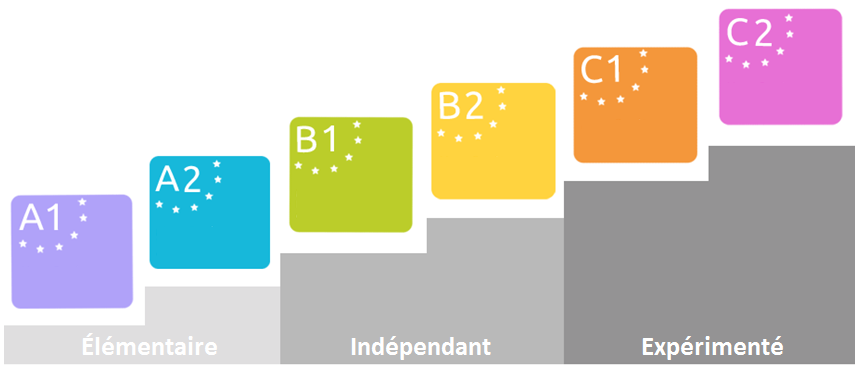 A1
A2
B1
B2
C1
C2
Élémentaire
Indépendant
Expérimenté